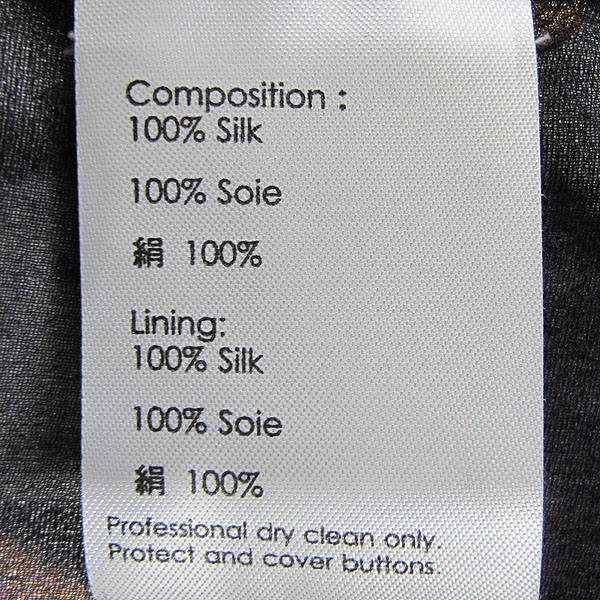 Composition :
100% Silk
100% Soie
絹 100%
Lining:
100% Silk
100% Soie
絹 100%
Professional dry clean only.
Protect and cover buttons.